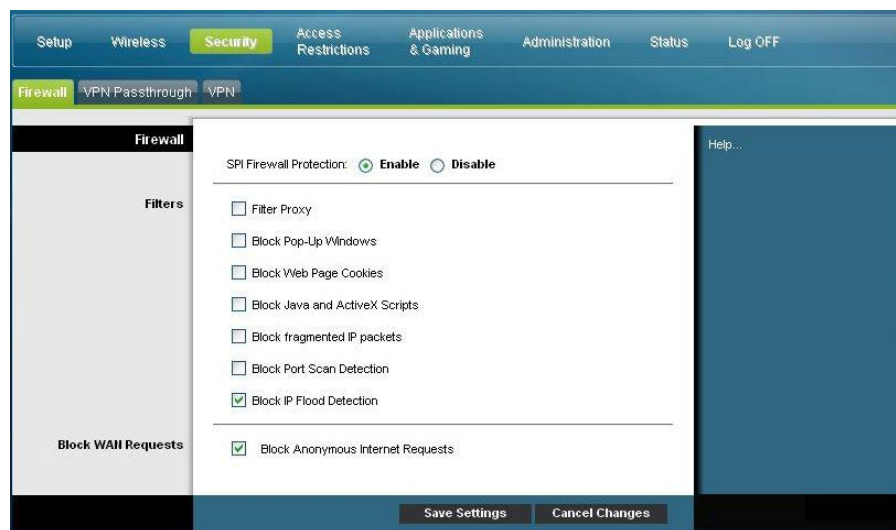 Setup Wireless Security Access Restrictions Applications & Gaming Administration Status Log OFF
Firewall VPN Passthrough VPN
Firewall
Help...
SPI Firewall Protection: Enable Disable
Filters
Filter Proxy
Block Pop-Up Windows
Block Web Page Cookies
Block Java and ActiveX Scripts
Block fragmented IP packets
Block Port Scan Detection
Block IP Flood Detection
Block WAN Requests
Block Anonymous Internet Requests
Save Settings Cancel Changes